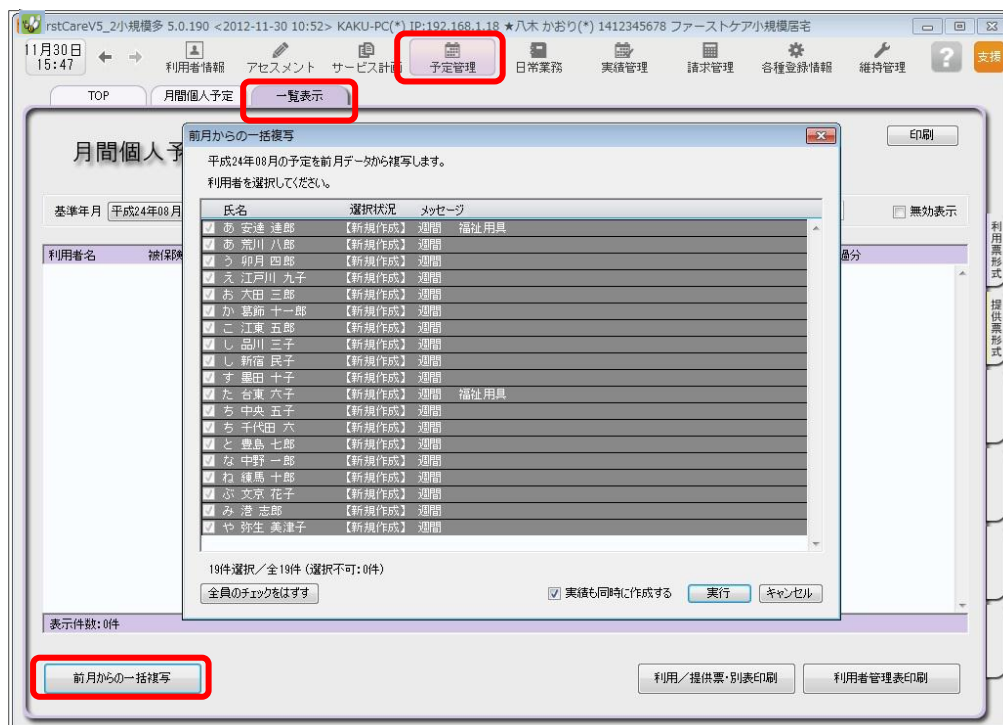 rstCareV5_2小規模多 5.0.190 <2012-11-30 10:52> KAKU-PC(*) IP:192.168.1.18 ★八木 かおり(*) 1412345678 ファーストケア小規模居宅
11月30日
15:47
利用者情報 アセスメント サービス計画 予定管理 日常業務 実績管理 請求管理 各種登録情報 維持管理 ? 支援
TOP 月間個人予定 一覧表示
月間個人予
印刷
基準年月 平成24年08月
無効表示
利用者名 被保険
過分
利用票形式
提供票形式
前月からの一括複写
平成24年08月の予定を前月データから複写します。
利用者を選択してください。
氏名 選択状況 メッセージ
あ 安達 達郎 【新規作成】 週間 福祉用具
あ 荒川 八郎 【新規作成】 週間
う 卯月 四郎 【新規作成】 週間
え 江戸川 九子 【新規作成】 週間
お 大田 三郎 【新規作成】 週間
か 葛飾 十一郎 【新規作成】 週間
こ 江東 五郎 【新規作成】 週間
し 品川 三子 【新規作成】 週間
し 新宿 民子 【新規作成】 週間
す 墨田 十子 【新規作成】 週間
た 台東 六子 【新規作成】 週間 福祉用具
ち 中央 五子 【新規作成】 週間
ち 千代田 六 【新規作成】 週間
と 豊島 七郎 【新規作成】 週間
な 中野 一郎 【新規作成】 週間
ね 練馬 十郎 【新規作成】 週間
ぶ 文京 花子 【新規作成】 週間
み 港 志郎 【新規作成】 週間
や 弥生 美津子 【新規作成】 週間
19件選択／全19件 (選択不可:0件)
全員のチェックをはずす 実績も同時に作成する 実行 キャンセル
表示件数:0件
前月からの一括複写 利用／提供票・別表印刷 利用者管理表印刷